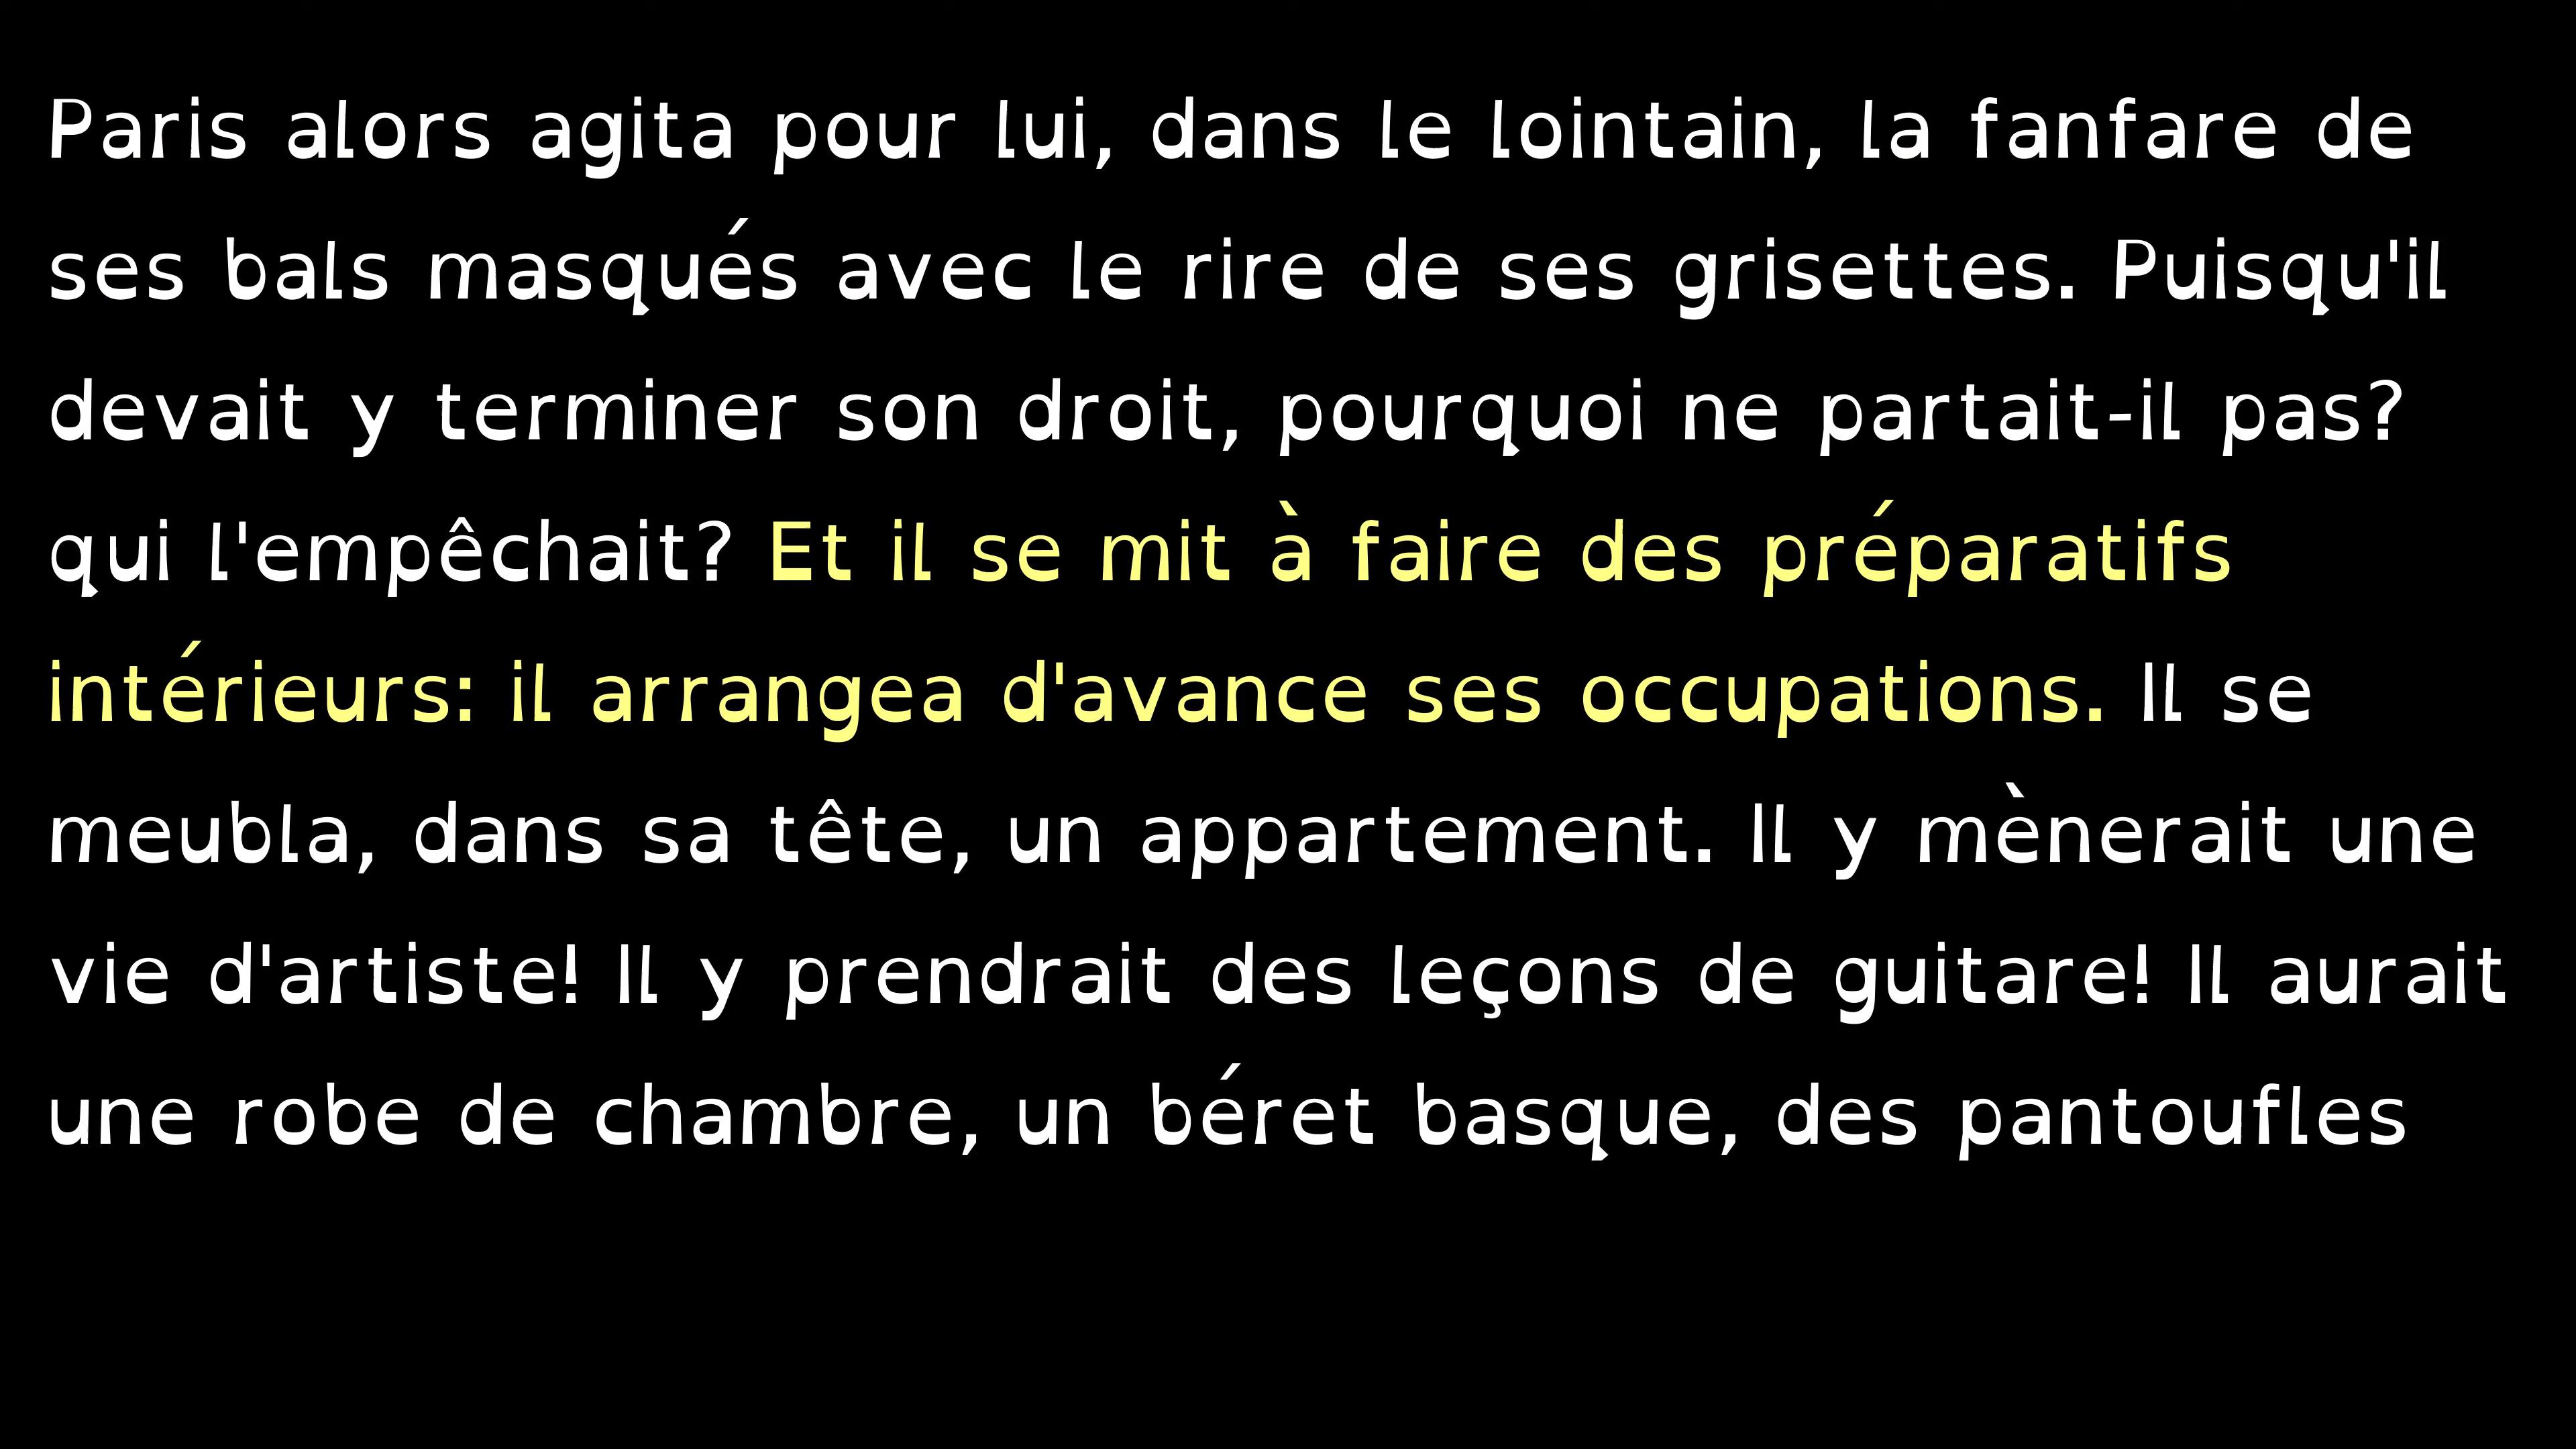 Paris alors agita pour lui, dans le lointain, la fanfare de
ses bals masqués avec le rire de ses grisettes. Puisqu'il
devait y terminer son droit, pourquoi ne partait-il pas?
qui l'empêchait? Et il se mit à faire des préparatifs
intérieurs: il arrangea d'avance ses occupations. Il se
meubla, dans sa tête, un appartement. Il y mènerait une
vie d'artiste! Il y prendrait des leçons de guitare! Il aurait
une robe de chambre, un béret basque, des pantoufles